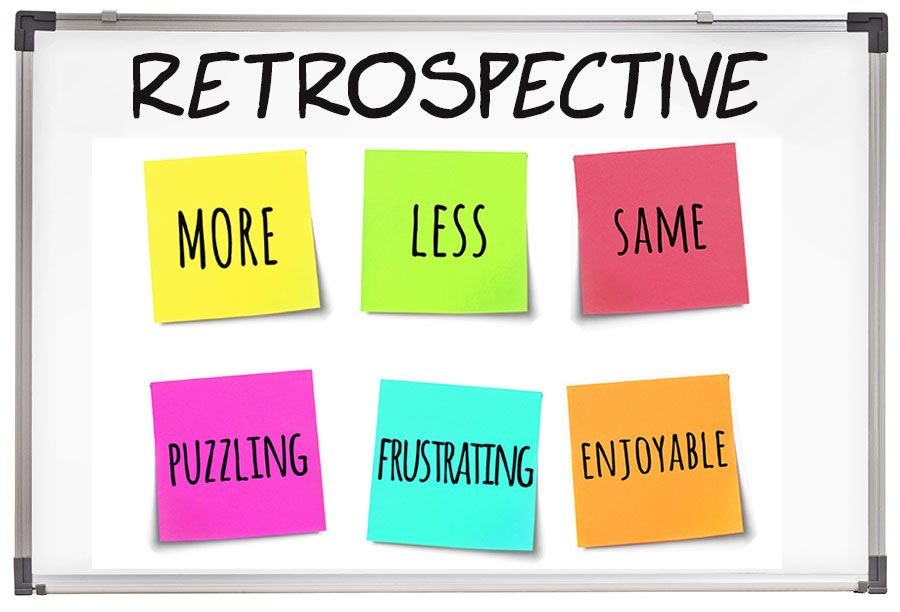 RETROSPECTIVE
MORE
LESS
SAME
PUZZLING
FRUSTRATING
ENJOYABLE